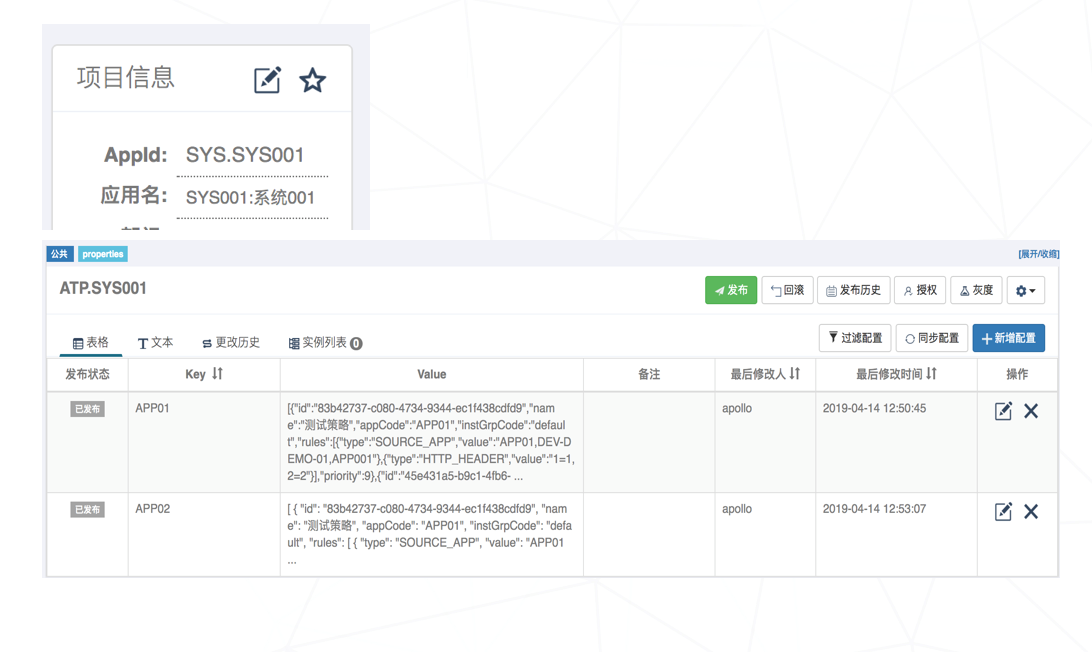 项目信息
AppId: SYS.SYS001
应用名: SYS001:系统001
公共 properties [展开/收缩]
ATP.SYS001 发布 回滚 发布历史 授权 灰度
表格 文本 更改历史 实例列表 0 过滤配置 同步配置 新增配置
发布状态 Key Value 备注 最后修改人 最后修改时间 操作
已发布 APP01 [{"id":"83b42737-c080-4734-9344-ec1f438cdfd9","nam apollo 2019-04-14 12:50:45
e":"测试策略","appCode":"APP01","instGrpCode":"defaul
t","rules":[{"type":"SOURCE_APP","value":"APP01,DEV-D
EMO-01,APP001"},{"type":"HTTP_HEADER","value":"1=1,
2=2"}],"priority":9},{"id":"45e431a5-b9c1-4fb6- ...
已发布 APP02 [ { "id": "83b42737-c080-4734-9344-ec1f438cdfd9", "nam apollo 2019-04-14 12:53:07
e": "测试策略", "appCode": "APP01", "instGrpCode": "defa
ult", "rules": [ { "type": "SOURCE_APP", "value": "APP01
...